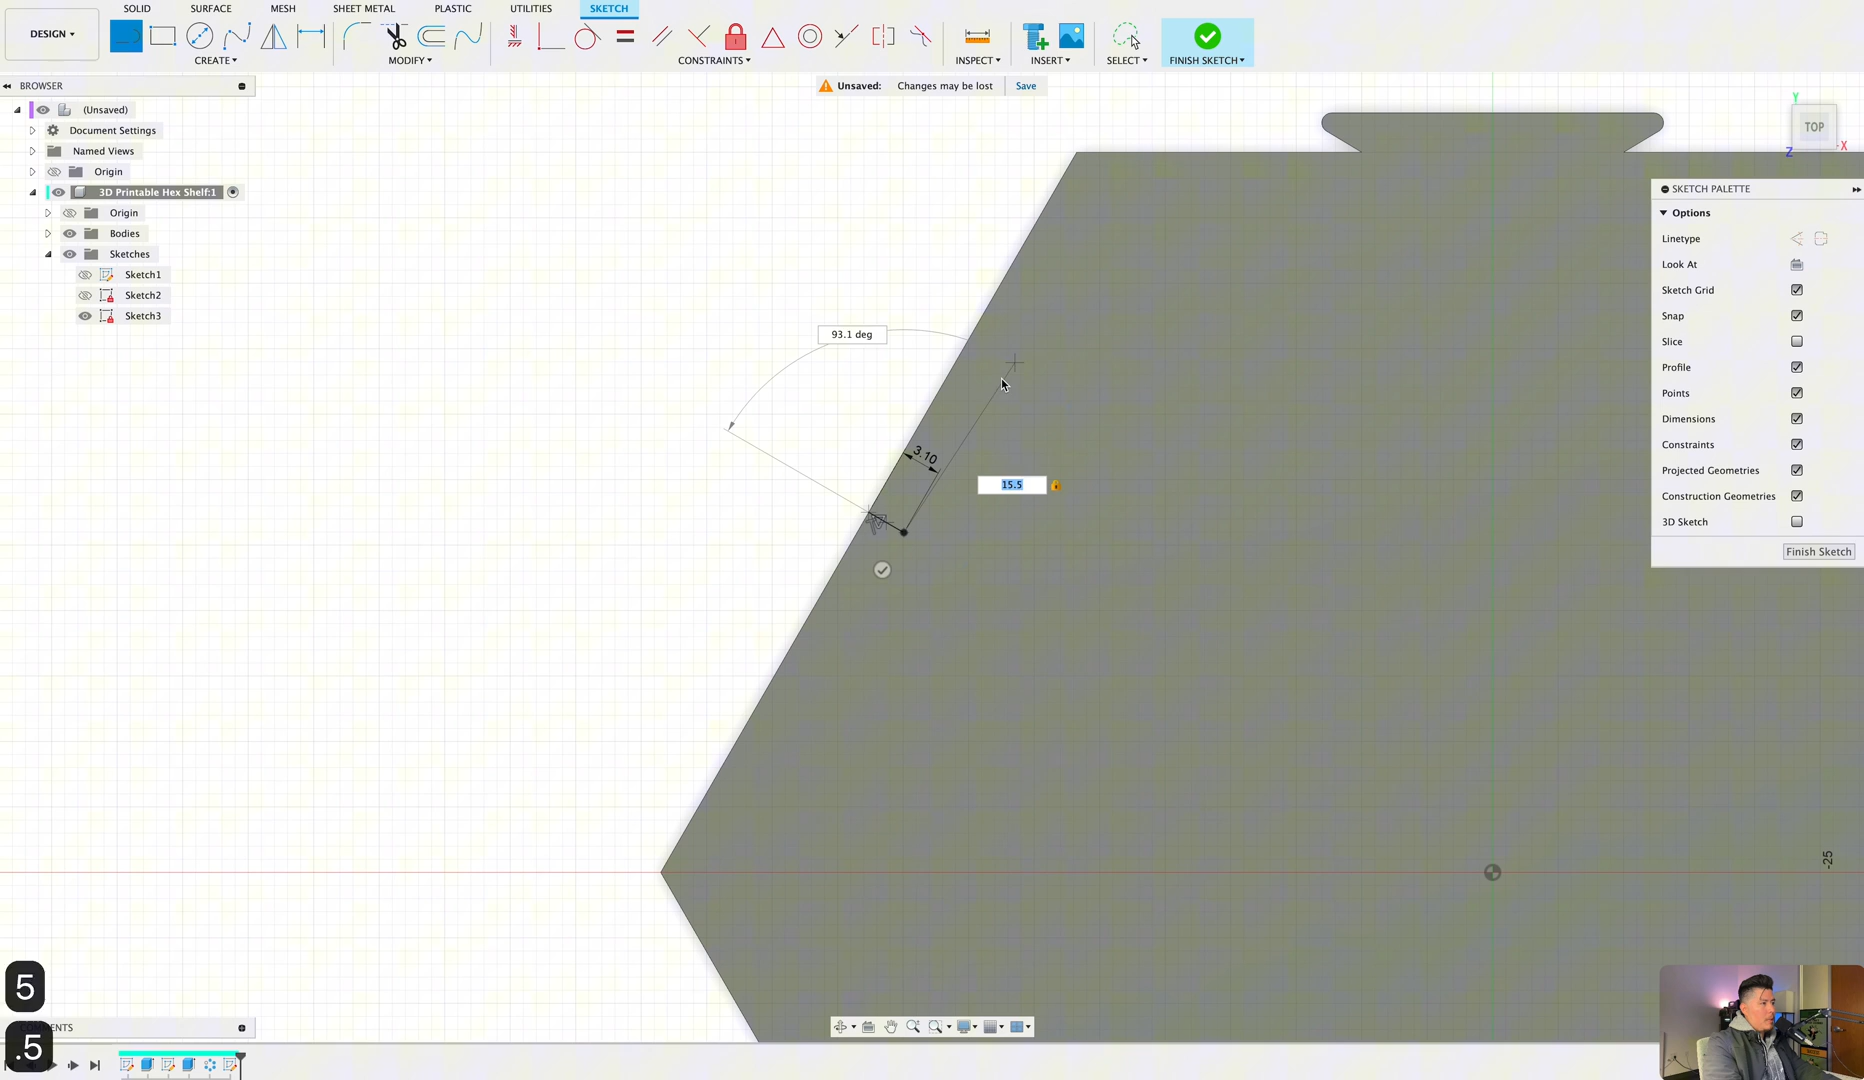 SOLID SURFACE MESH SHEET METAL PLASTIC UTILITIES SKETCH
DESIGN
CREATE MODIFY CONSTRAINTS INSPECT INSERT SELECT FINISH SKETCH
BROWSER
Unsaved: Changes may be lost Save
(Unsaved)
Document Settings
Named Views
Origin
3D Printable Hex Shelf:1
Origin
Bodies
Sketches
Sketch1
Sketch2
Sketch3
Y
TOP
X
Z
SKETCH PALETTE
Options
Linetype
Look At
Sketch Grid
Snap
Slice
Profile
Points
Dimensions
Constraints
Projected Geometries
Construction Geometries
3D Sketch
Finish Sketch
93.1 deg
3.10
15.5
-25
5
COMMENTS
.5